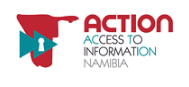 ACTION
ACCESS TO
INFORMATION
NAMIBIA